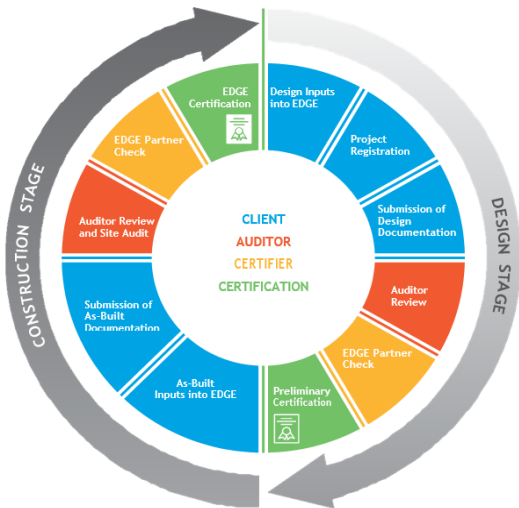 DESIGN STAGE
Design Inputs
into EDGE
Project
Registration
Submission of
Design
Documentation
Auditor
Review
EDGE Partner
Check
Preliminary
Certification
CONSTRUCTION STAGE
As-Built
Inputs into EDGE
Submission of
As-Built
Documentation
Auditor Review
and Site Audit
EDGE Partner
Check
EDGE
Certification
CLIENT
AUDITOR
CERTIFIER
CERTIFICATION